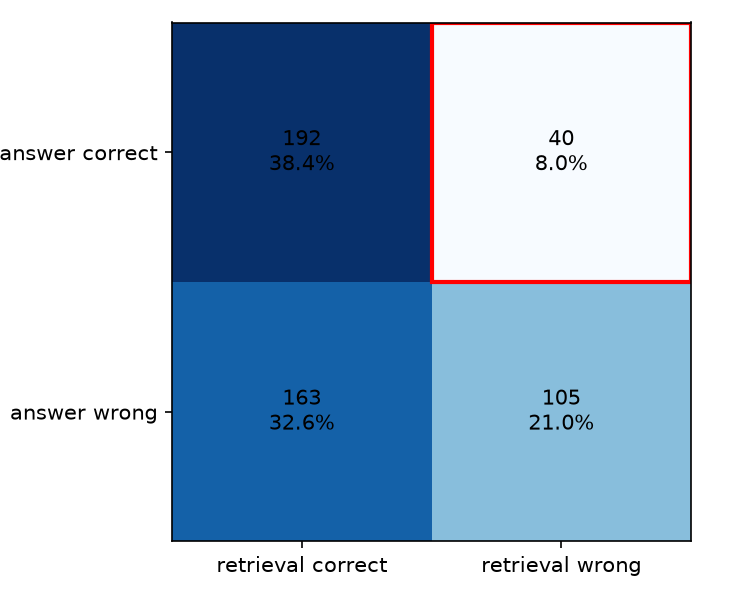 answer correct
192
38.4%
40
8.0%
answer wrong
163
32.6%
105
21.0%
retrieval correct
retrieval wrong